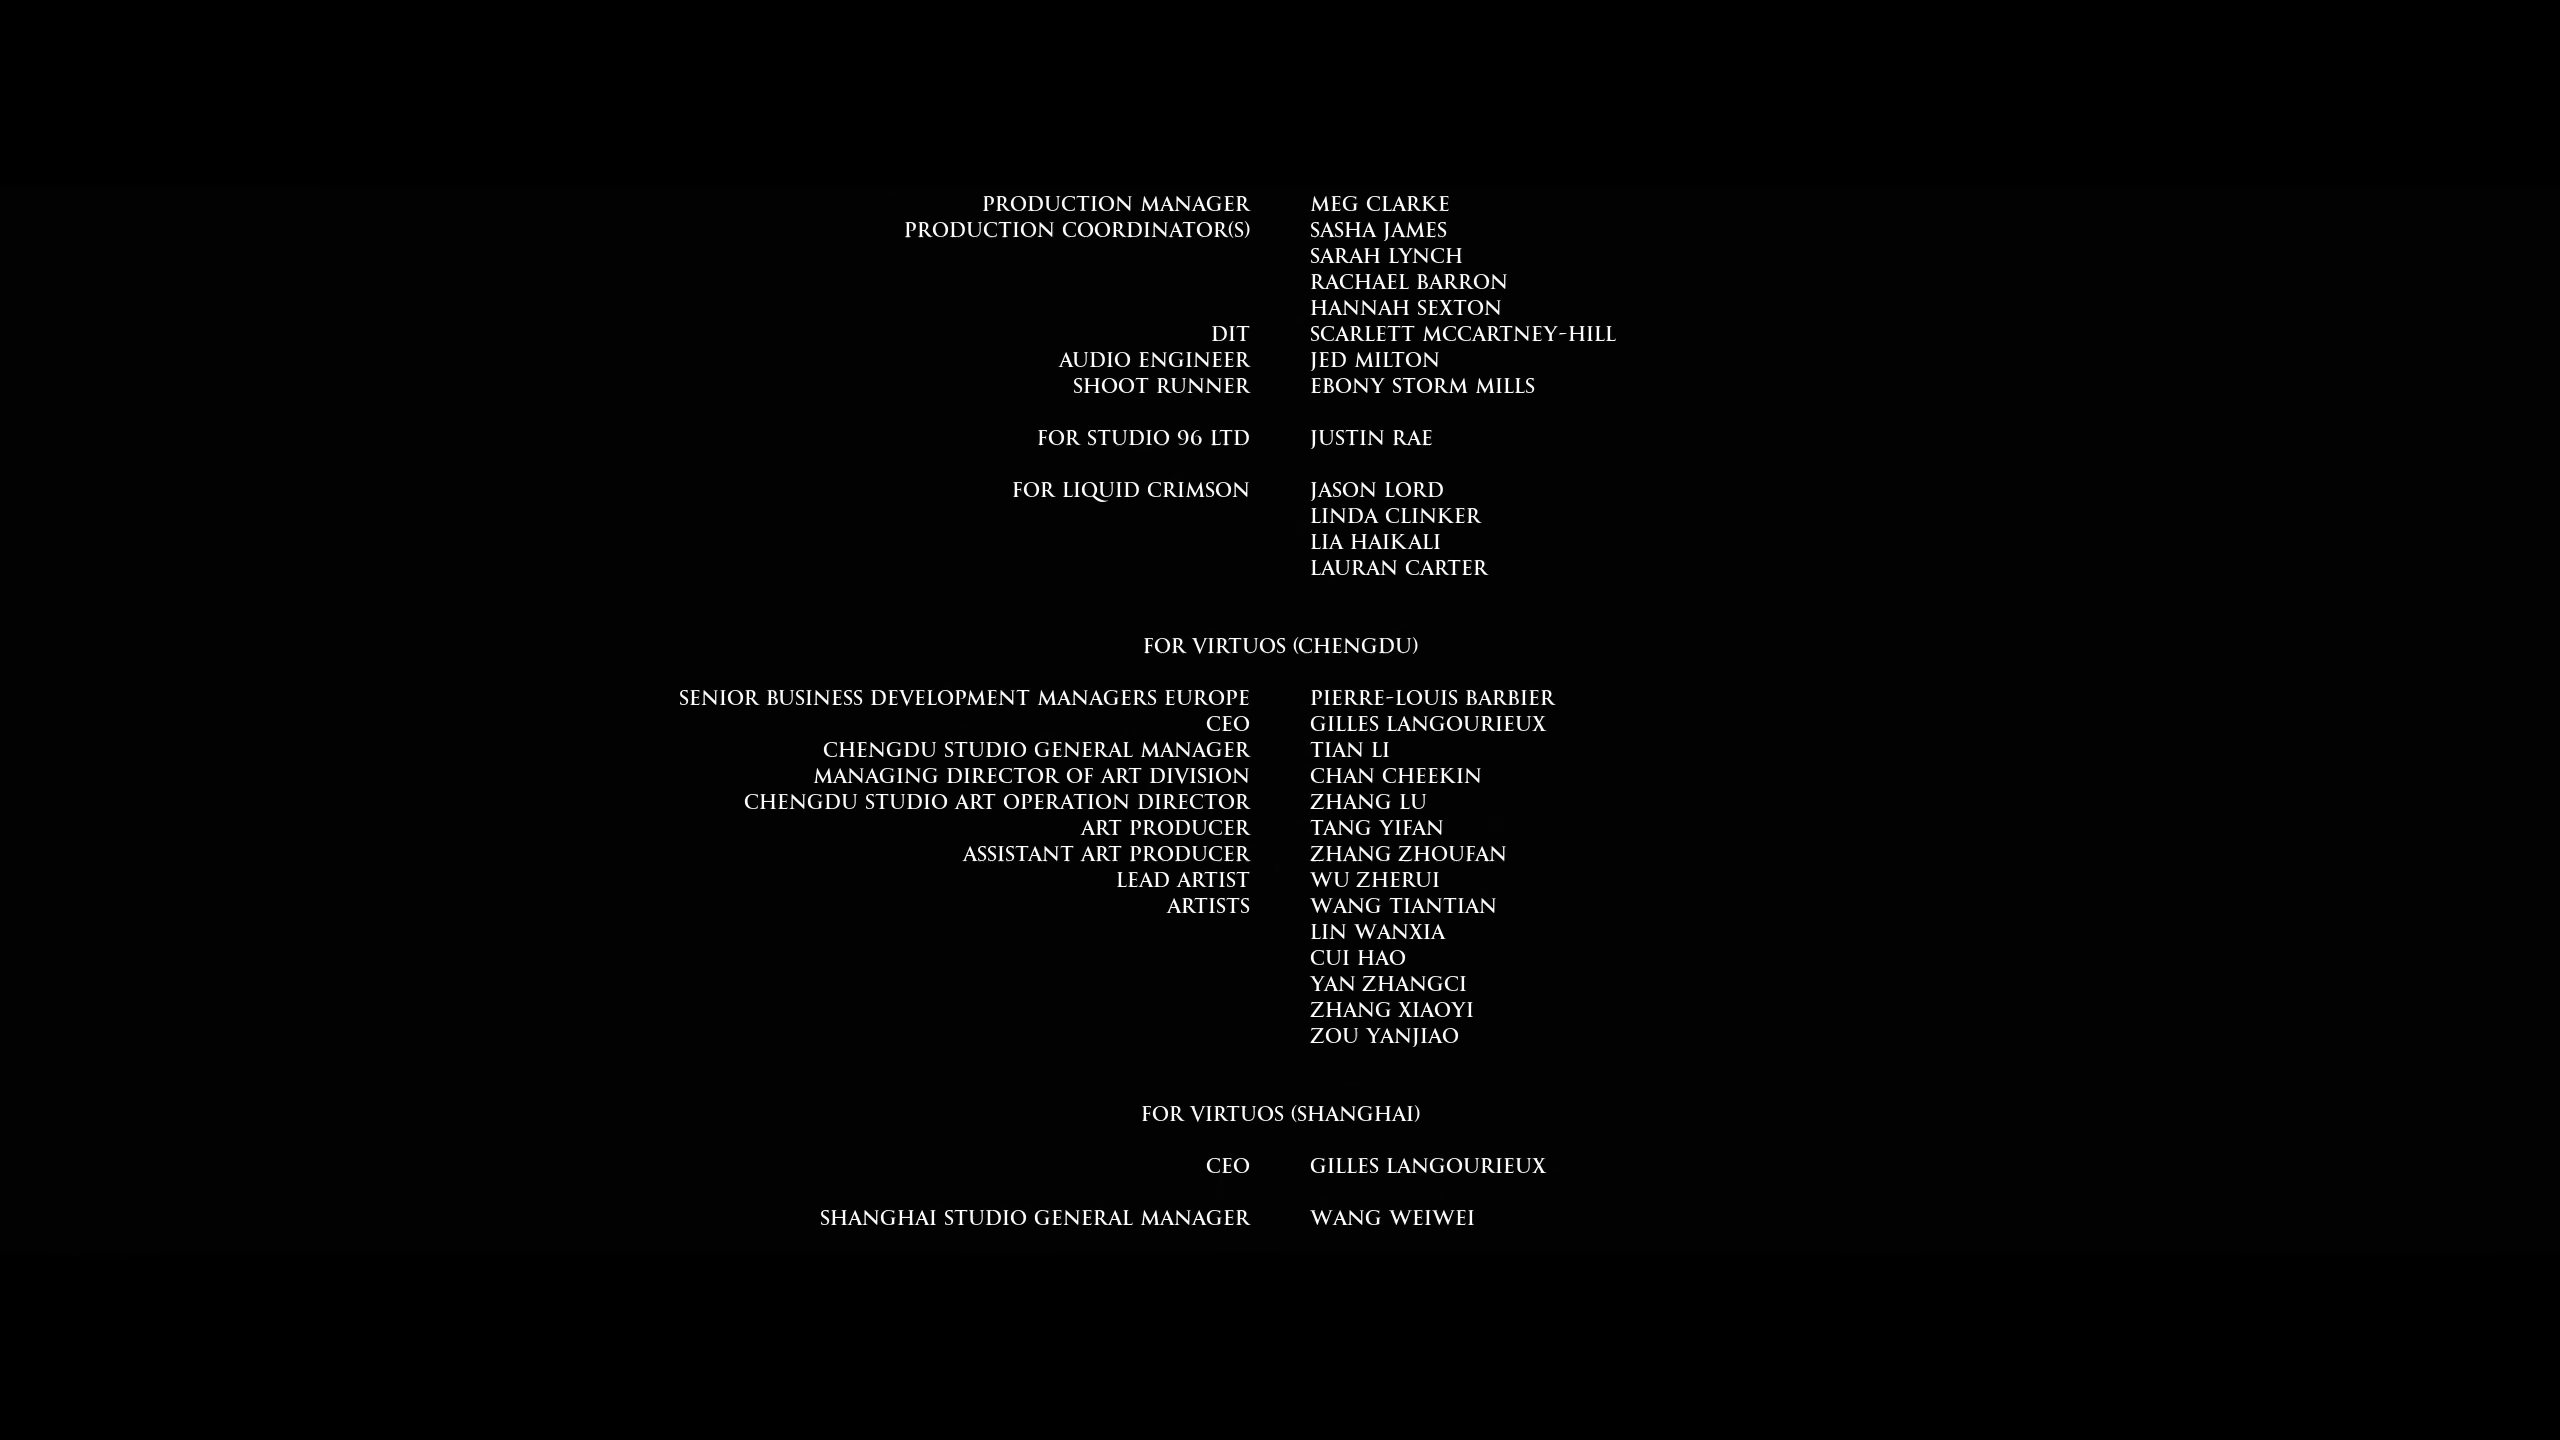 PRODUCTION MANAGER MEG CLARKE
PRODUCTION COORDINATOR(S) SASHA JAMES
SARAH LYNCH
RACHAEL BARRON
HANNAH SEXTON
DIT SCARLETT MCCARTNEY-HILL
AUDIO ENGINEER JED MILTON
SHOOT RUNNER EBONY STORM MILLS
FOR STUDIO 96 LTD JUSTIN RAE
FOR LIQUID CRIMSON JASON LORD
LINDA CLINKER
LIA HAIKALI
LAURAN CARTER
FOR VIRTUOS (CHENGDU)
SENIOR BUSINESS DEVELOPMENT MANAGERS EUROPE PIERRE-LOUIS BARBIER
CEO GILLES LANGOURIEUX
CHENGDU STUDIO GENERAL MANAGER TIAN LI
MANAGING DIRECTOR OF ART DIVISION CHAN CHEEKIN
CHENGDU STUDIO ART OPERATION DIRECTOR ZHANG LU
ART PRODUCER TANG YIFAN
ASSISTANT ART PRODUCER ZHANG ZHOUFAN
LEAD ARTIST WU ZHERUI
ARTISTS WANG TIANTIAN
LIN WANXIA
CUI HAO
YAN ZHANGCI
ZHANG XIAOYI
ZOU YANJIAO
FOR VIRTUOS (SHANGHAI)
CEO GILLES LANGOURIEUX
SHANGHAI STUDIO GENERAL MANAGER WANG WEIWEI